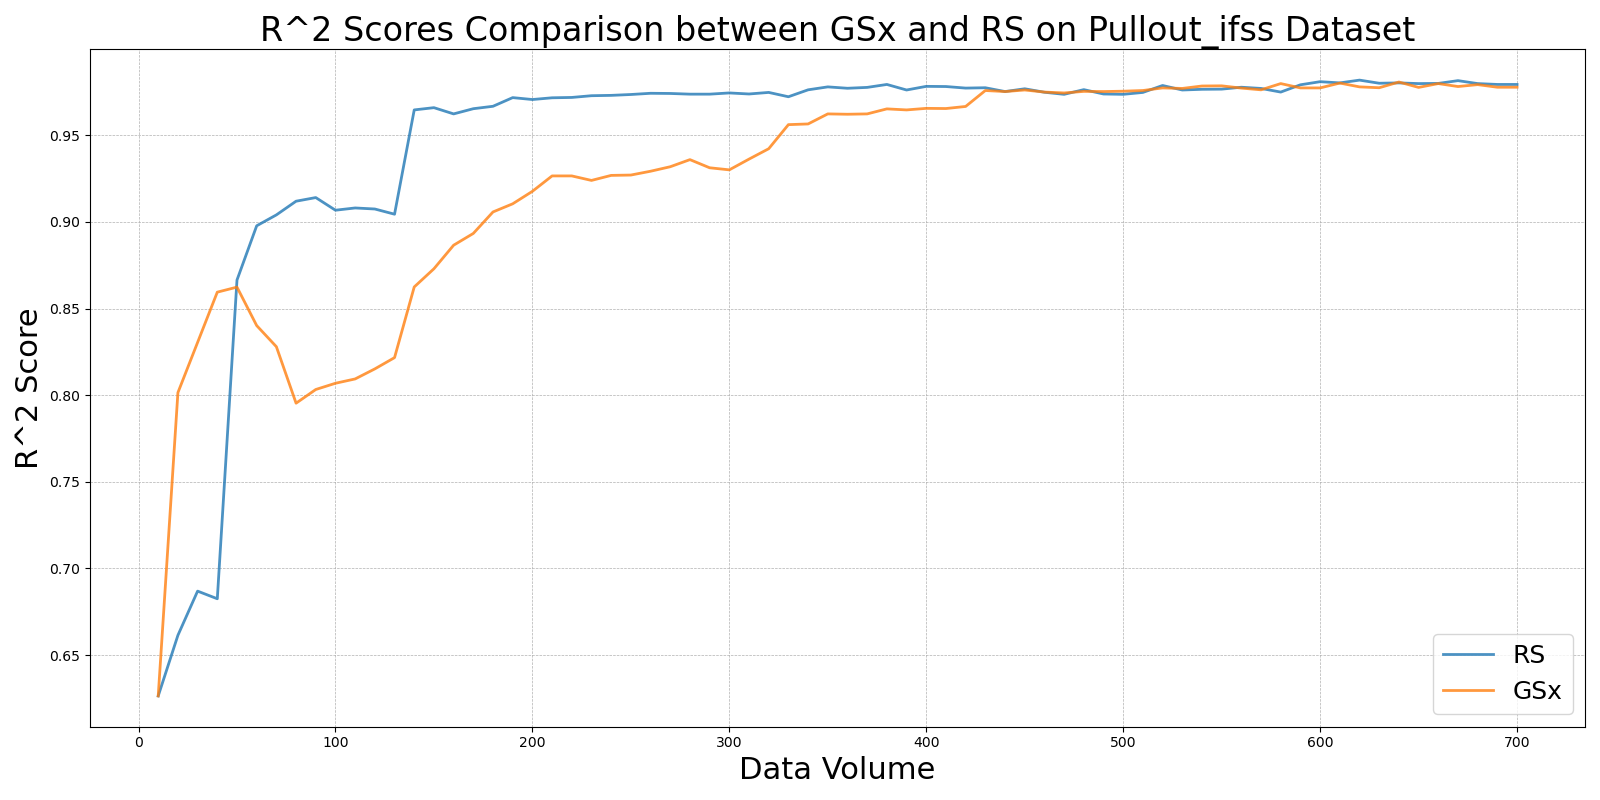 R^2 Scores Comparison between GSx and RS on Pullout_ifss Dataset
R^2 Score
0.95
0.90
0.85
0.80
0.75
0.70
0.65
RS
GSx
0 100 200 300 400 500 600 700
Data Volume